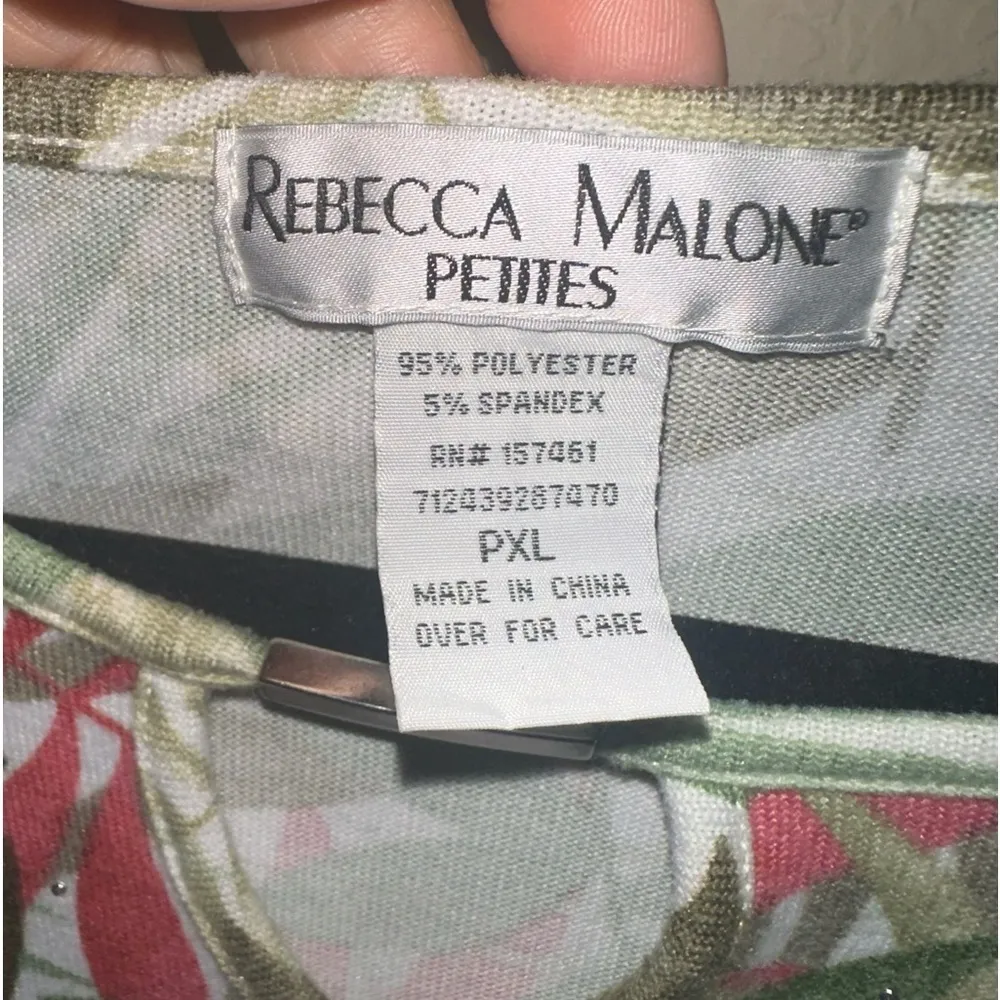 REBECCA MALONE®
PETITES
95% POLYESTER
5% SPANDEX
RN# 157461
712439287470
PXL
MADE IN CHINA
OVER FOR CARE